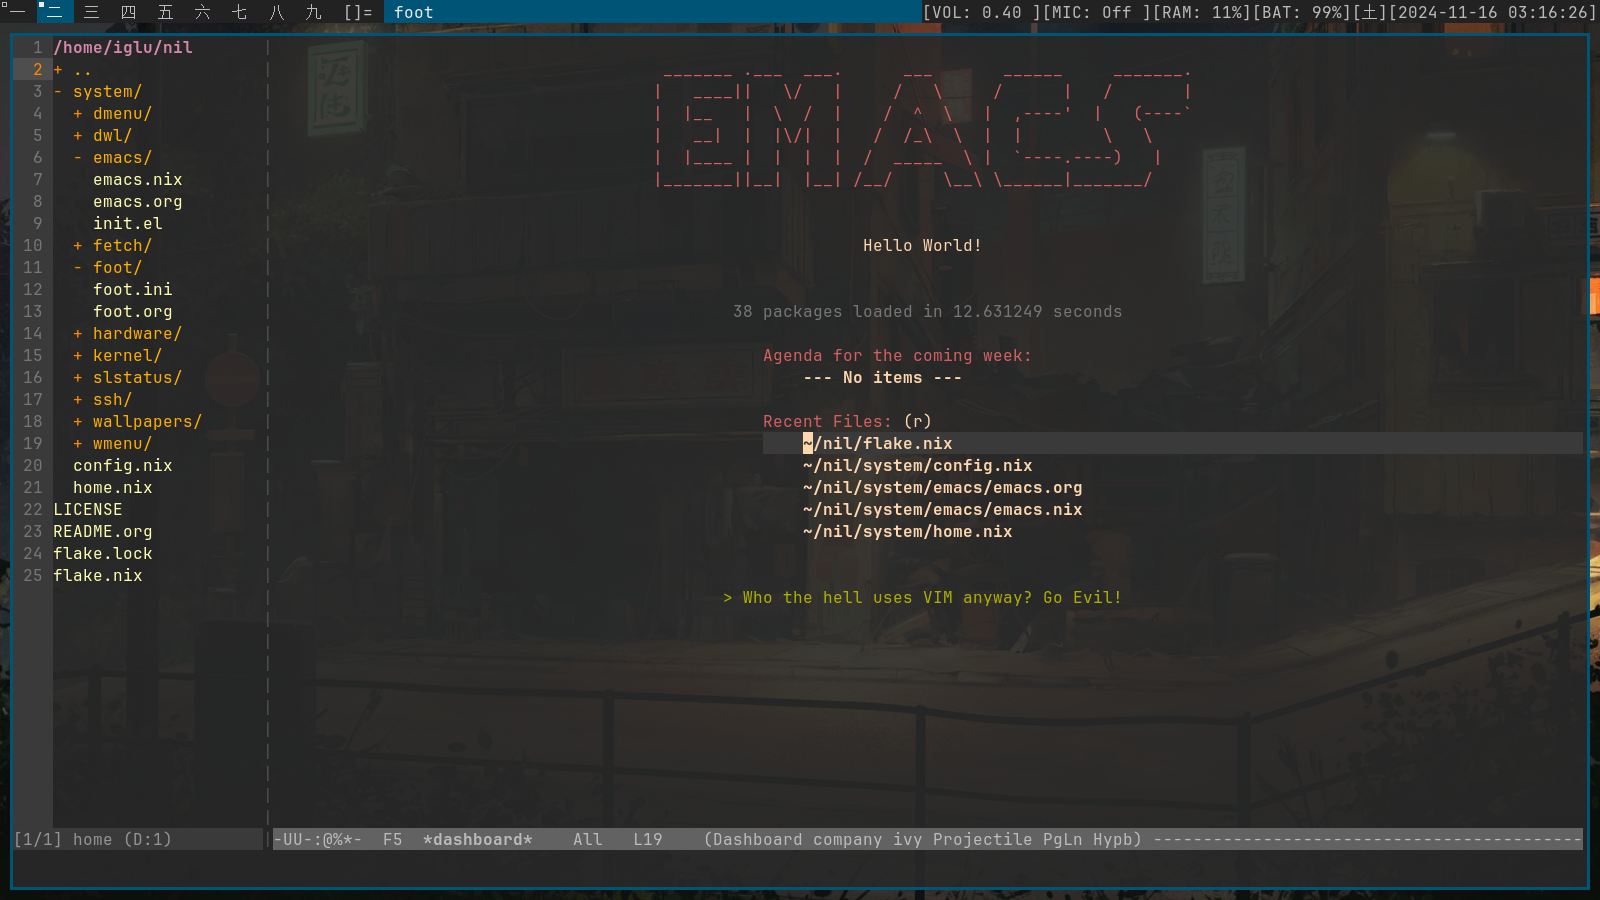 一 二 三 四 五 六 七 八 九 []= foot [VOL: 0.40 ][MIC: Off ][RAM: 11%][BAT: 99%][土][2024-11-16 03:16:26]
1 /home/iglu/nil
2 + ..
3 - system/
4 + dmenu/
5 + dwl/
6 - emacs/
7 emacs.nix
8 emacs.org
9 init.el
10 + fetch/
11 - foot/
12 foot.ini
13 foot.org
14 + hardware/
15 + kernel/
16 + slstatus/
17 + ssh/
18 + wallpapers/
19 + wmenu/
20 config.nix
21 home.nix
22 LICENSE
23 README.org
24 flake.lock
25 flake.nix
[1/1] home (D:1)
EMACS
Hello World!
38 packages loaded in 12.631249 seconds
Agenda for the coming week:
--- No items ---
Recent Files: (r)
~/nil/flake.nix
~/nil/system/config.nix
~/nil/system/emacs/emacs.org
~/nil/system/emacs/emacs.nix
~/nil/system/home.nix
> Who the hell uses VIM anyway? Go Evil!
-UU-:@%*- F5 *dashboard* All L19 (Dashboard company ivy Projectile PgLn Hypb) -------------------------------------------